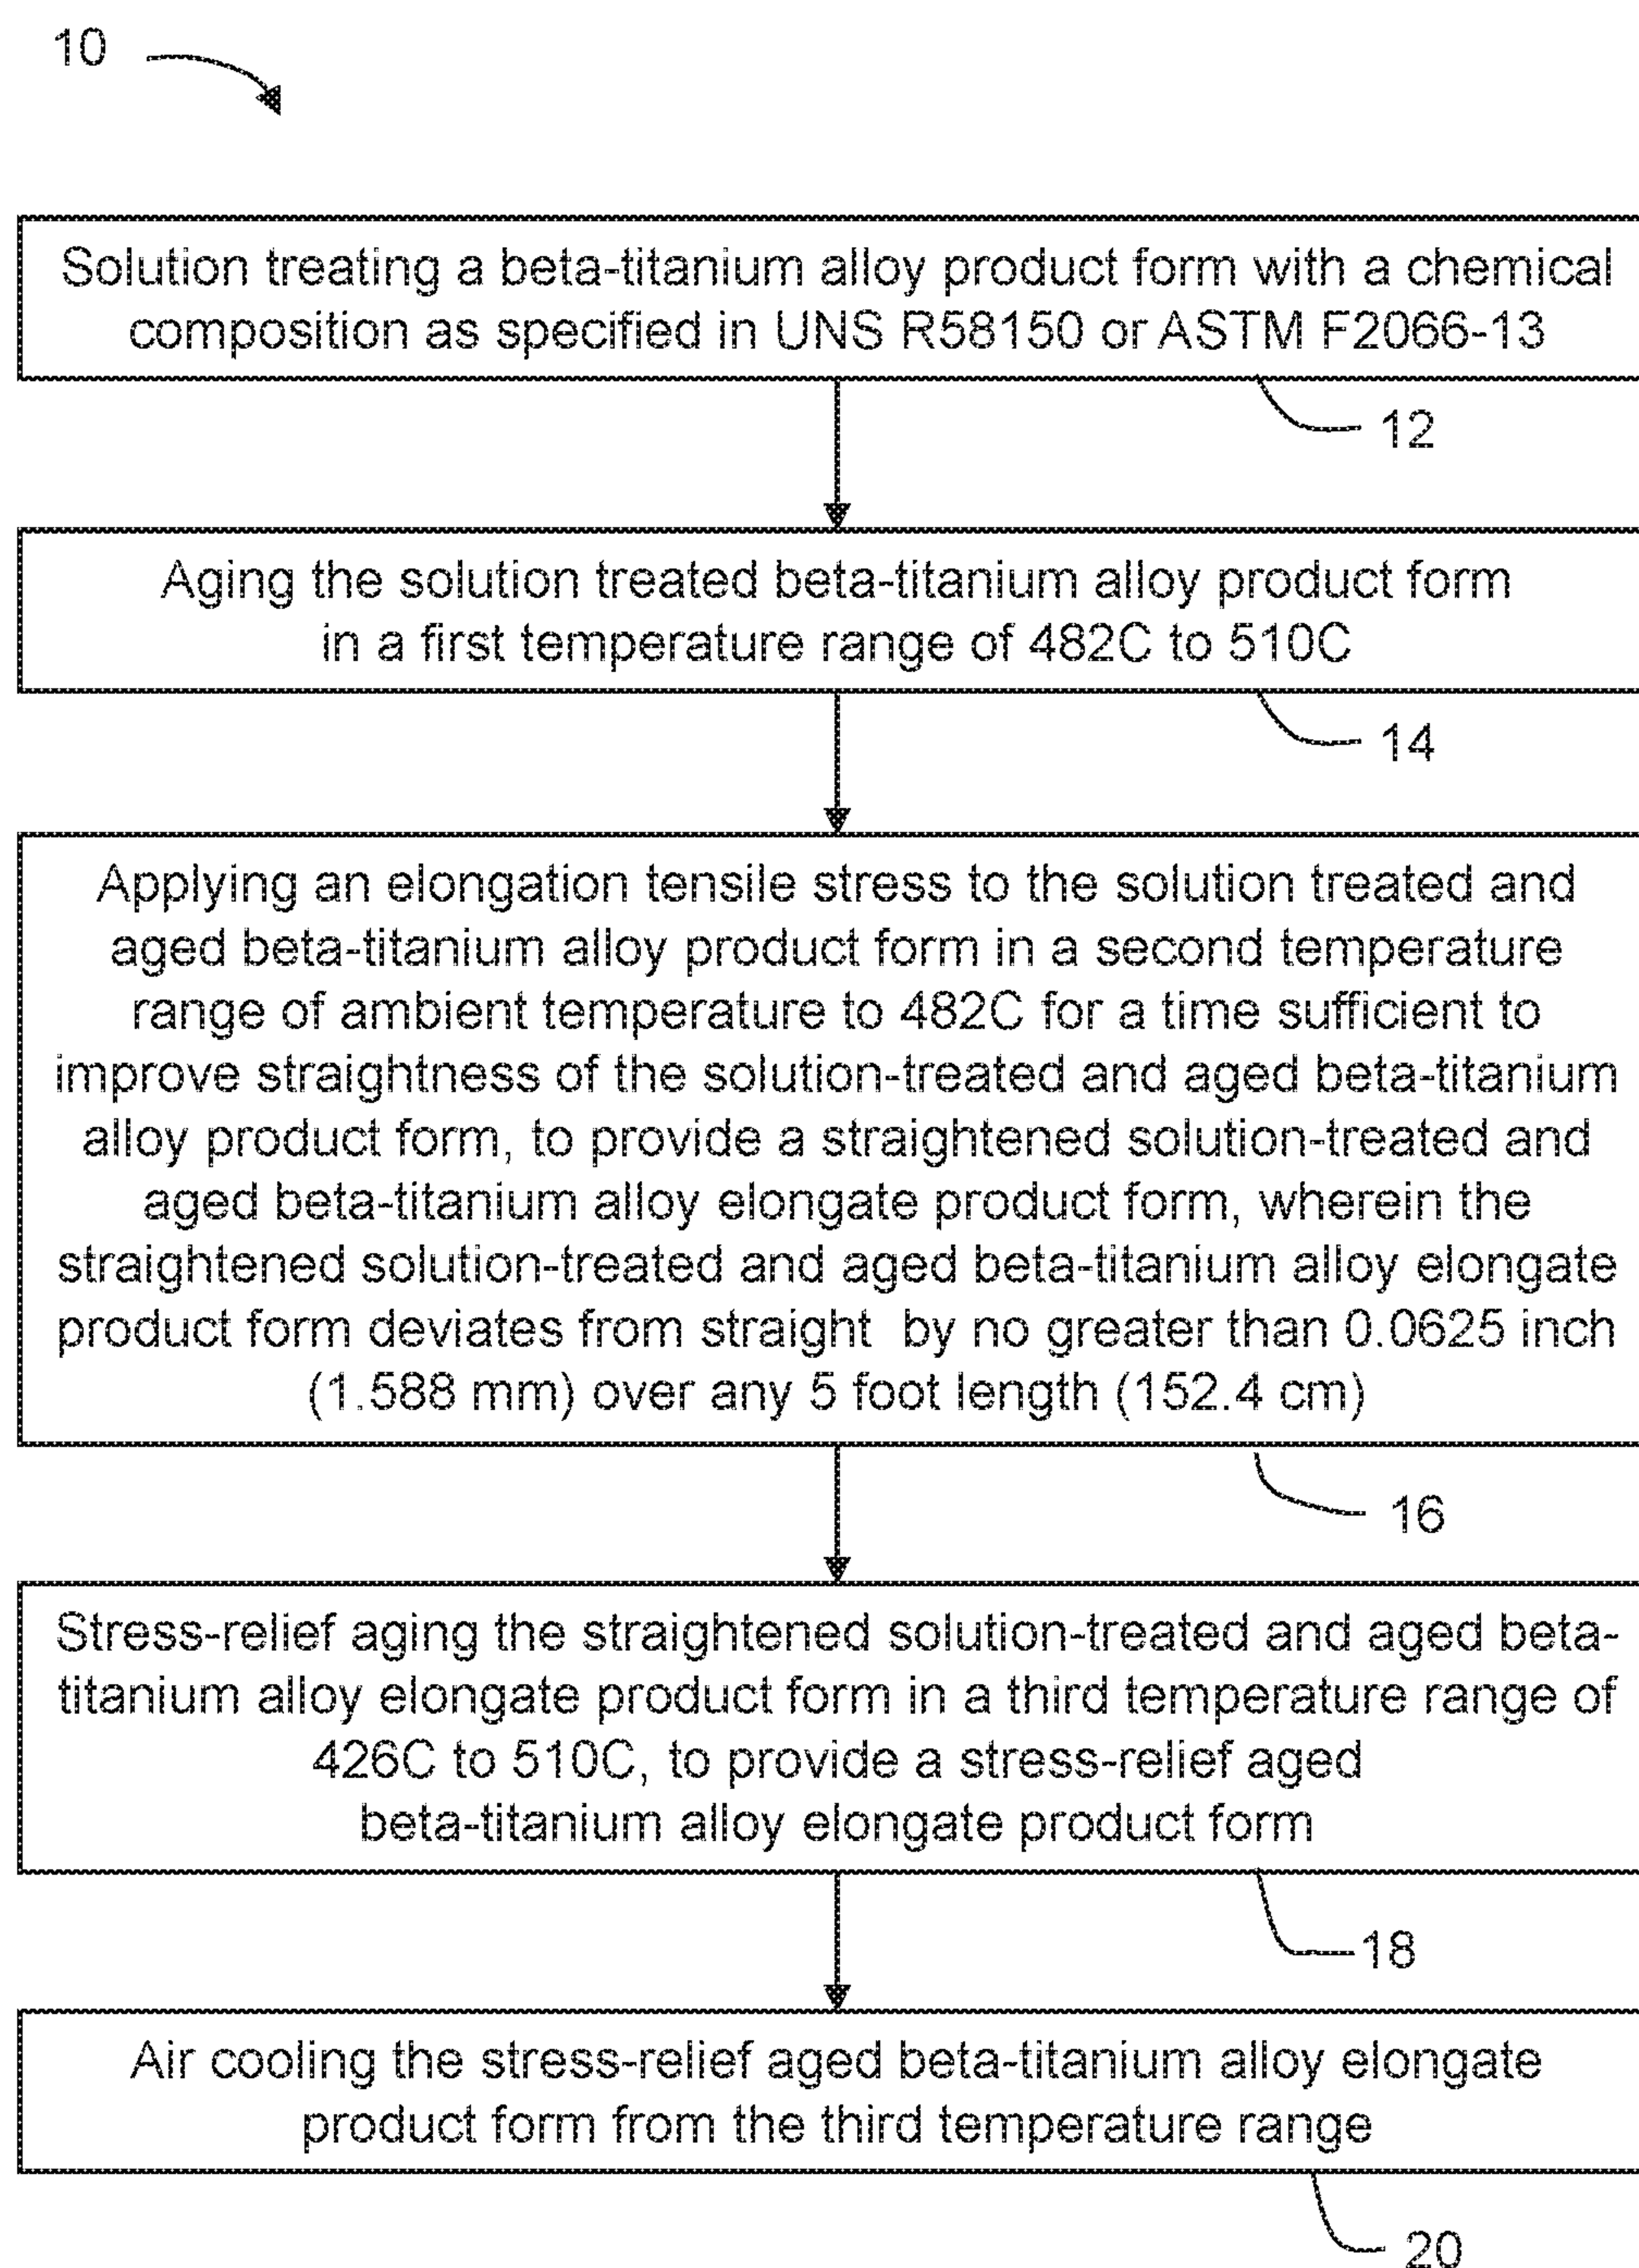 10
Solution treating a beta-titanium alloy product form with a chemical
composition as specified in UNS R58150 or ASTM F2066-13
12
Aging the solution treated beta-titanium alloy product form
in a first temperature range of 482C to 510C
14
Applying an elongation tensile stress to the solution treated and
aged beta-titanium alloy product form in a second temperature
range of ambient temperature to 482C for a time sufficient to
improve straightness of the solution-treated and aged beta-titanium
alloy product form, to provide a straightened solution-treated and
aged beta-titanium alloy elongate product form, wherein the
straightened solution-treated and aged beta-titanium alloy elongate
product form deviates from straight by no greater than 0.0625 inch
(1.588 mm) over any 5 foot length (152.4 cm)
16
Stress-relief aging the straightened solution-treated and aged beta-
titanium alloy elongate product form in a third temperature range of
426C to 510C, to provide a stress-relief aged
beta-titanium alloy elongate product form
18
Air cooling the stress-relief aged beta-titanium alloy elongate
product form from the third temperature range
20